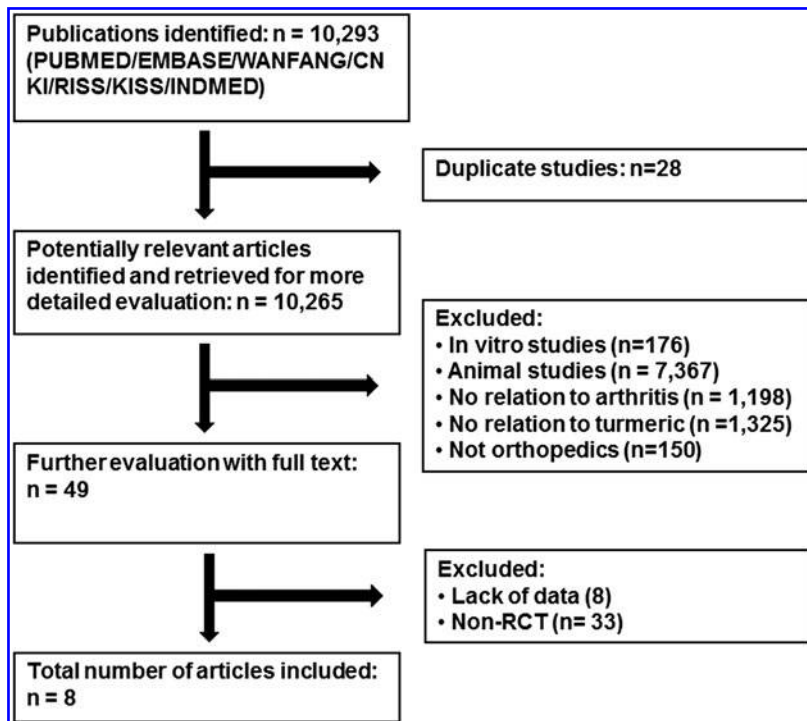 Publications identified: n = 10,293
(PUBMED/EMBASE/WANFANG/CN
KI/RISS/KISS/INDMED)
Duplicate studies: n=28
Potentially relevant articles
identified and retrieved for more
detailed evaluation: n = 10,265
Excluded:
• In vitro studies (n=176)
• Animal studies (n = 7,367)
• No relation to arthritis (n = 1,198)
• No relation to turmeric (n =1,325)
• Not orthopedics (n=150)
Further evaluation with full text:
n = 49
Excluded:
• Lack of data (8)
• Non-RCT (n= 33)
Total number of articles included:
n = 8